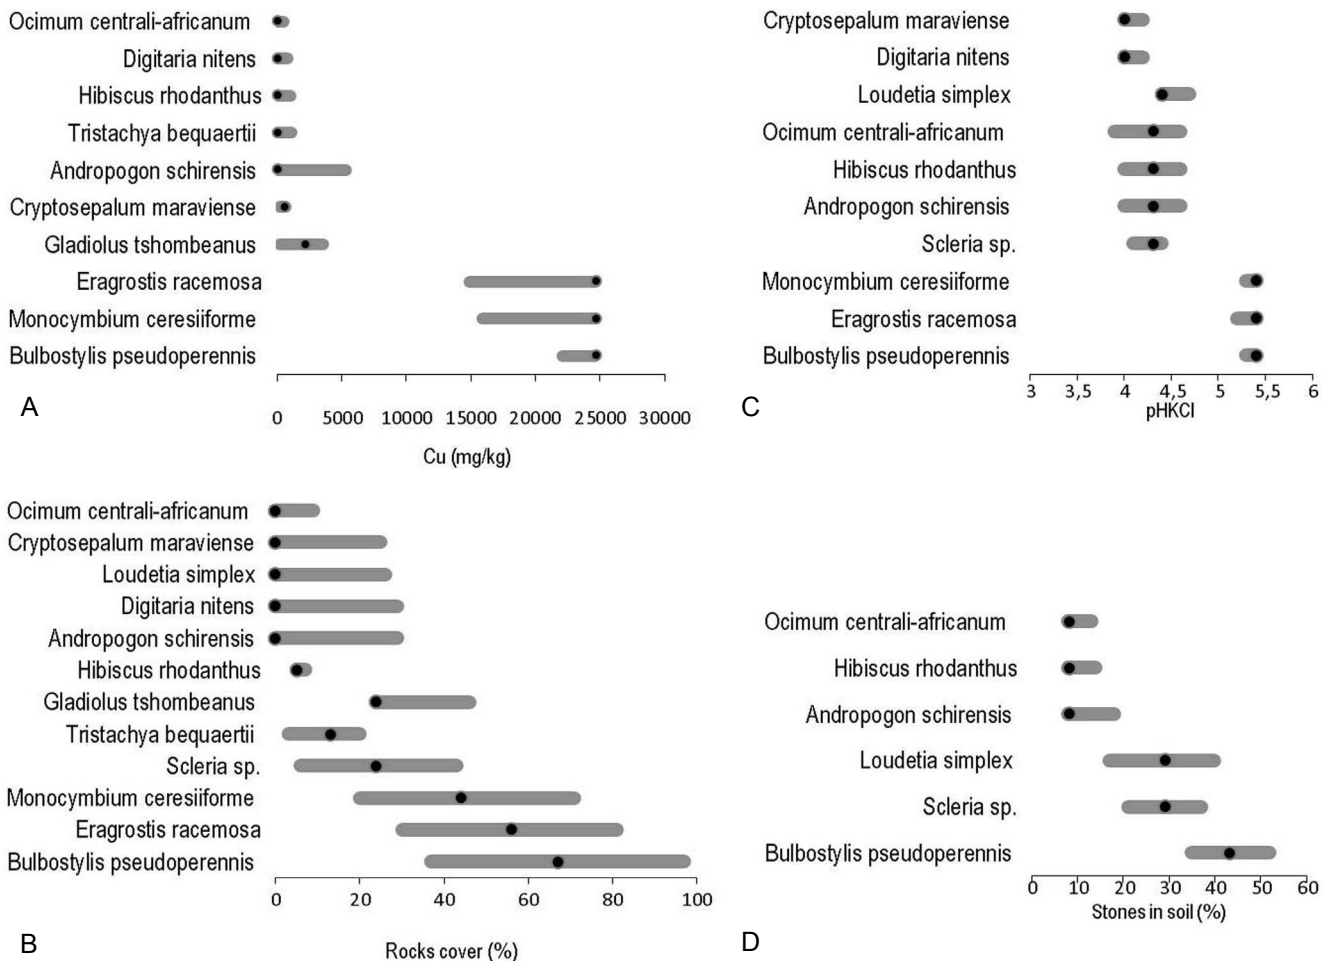 Ocimum centrali-africanum
Digitaria nitens
Hibiscus rhodanthus
Tristachya bequaertii
Andropogon schirensis
Cryptosepalum maraviense
Gladiolus tshombeanus
Eragrostis racemosa
Monocymbium ceresiiforme
Bulbostylis pseudoperennis
A
0 5000 10000 15000 20000 25000 30000
Cu (mg/kg)
Cryptosepalum maraviense
Digitaria nitens
Loudetia simplex
Ocimum centrali-africanum
Hibiscus rhodanthus
Andropogon schirensis
Scleria sp.
Monocymbium ceresiiforme
Eragrostis racemosa
Bulbostylis pseudoperennis
3 3,5 4 4,5 5 5,5 6
C
pHKCl
Ocimum centrali-africanum
Cryptosepalum maraviense
Loudetia simplex
Digitaria nitens
Andropogon schirensis
Hibiscus rhodanthus
Gladiolus tshombeanus
Tristachya bequaertii
Scleria sp.
Monocymbium ceresiiforme
Eragrostis racemosa
Bulbostylis pseudoperennis
0 20 40 60 80 100
B
Rocks cover (%)
Ocimum centrali-africanum
Hibiscus rhodanthus
Andropogon schirensis
Loudetia simplex
Scleria sp.
Bulbostylis pseudoperennis
0 10 20 30 40 50 60
Stones in soil (%)
D